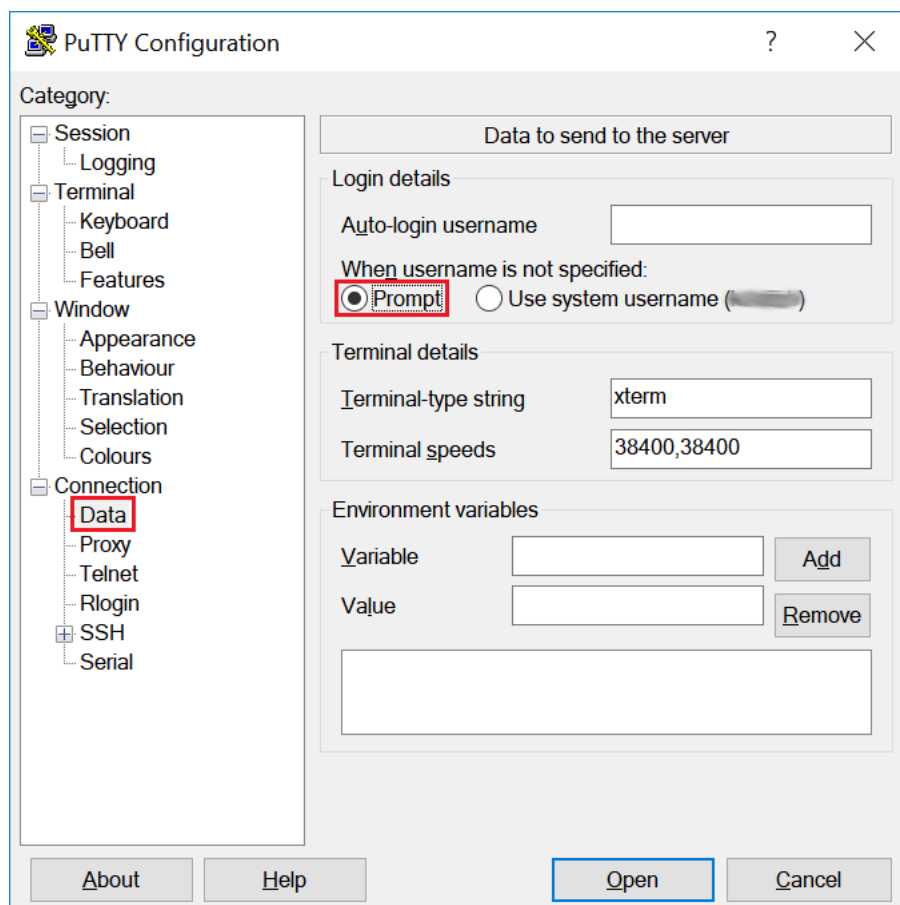 PuTTY Configuration
?
Category:
Session
Logging
Terminal
Keyboard
Bell
Features
Window
Appearance
Behaviour
Translation
Selection
Colours
Connection
Data
Proxy
Telnet
Rlogin
SSH
Serial
Data to send to the server
Login details
Auto-login username
When username is not specified:
Prompt Use system username ( )
Terminal details
Terminal-type string xterm
Terminal speeds 38400,38400
Environment variables
Variable Add
Value Remove
About Help Open Cancel